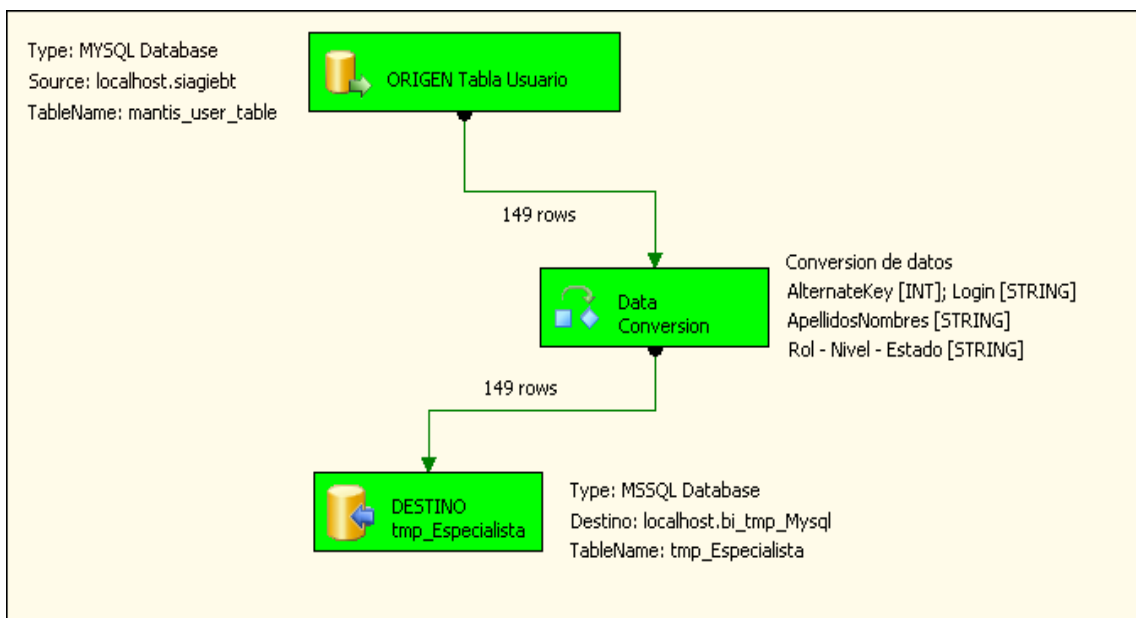 Type: MYSQL Database
Source: localhost.siagiebt
TableName: mantis_user_table
ORIGEN Tabla Usuario
149 rows
Data
Conversion
Conversion de datos
AlternateKey [INT]; Login [STRING]
ApellidosNombres [STRING]
Rol - Nivel - Estado [STRING]
149 rows
DESTINO
tmp_Especialista
Type: MSSQL Database
Destino: localhost.bi_tmp_Mysql
TableName: tmp_Especialista